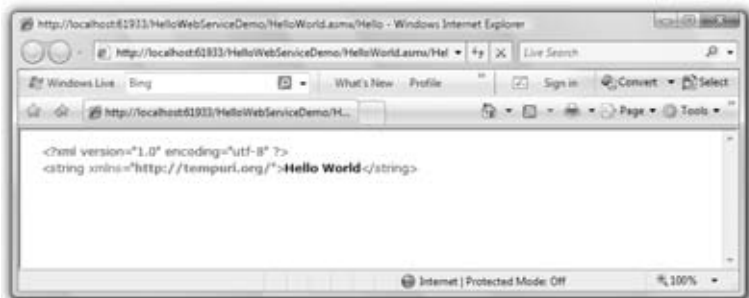 http://localhost:61933/HelloWebServiceDemo/HelloWorld.asmx/Hello - Windows Internet Explorer
http://localhost:61933/HelloWebServiceDemo/HelloWorld.asmx/Hel Live Search
Windows Live Bing What's New Profile " Sign in Convert Select
http://localhost:61933/HelloWebServiceDemo/H... Page Tools "
<?xml version="1.0" encoding="utf-8" ?>
<string xmlns="http://tempuri.org/">Hello World</string>
Internet | Protected Mode: Off 100%